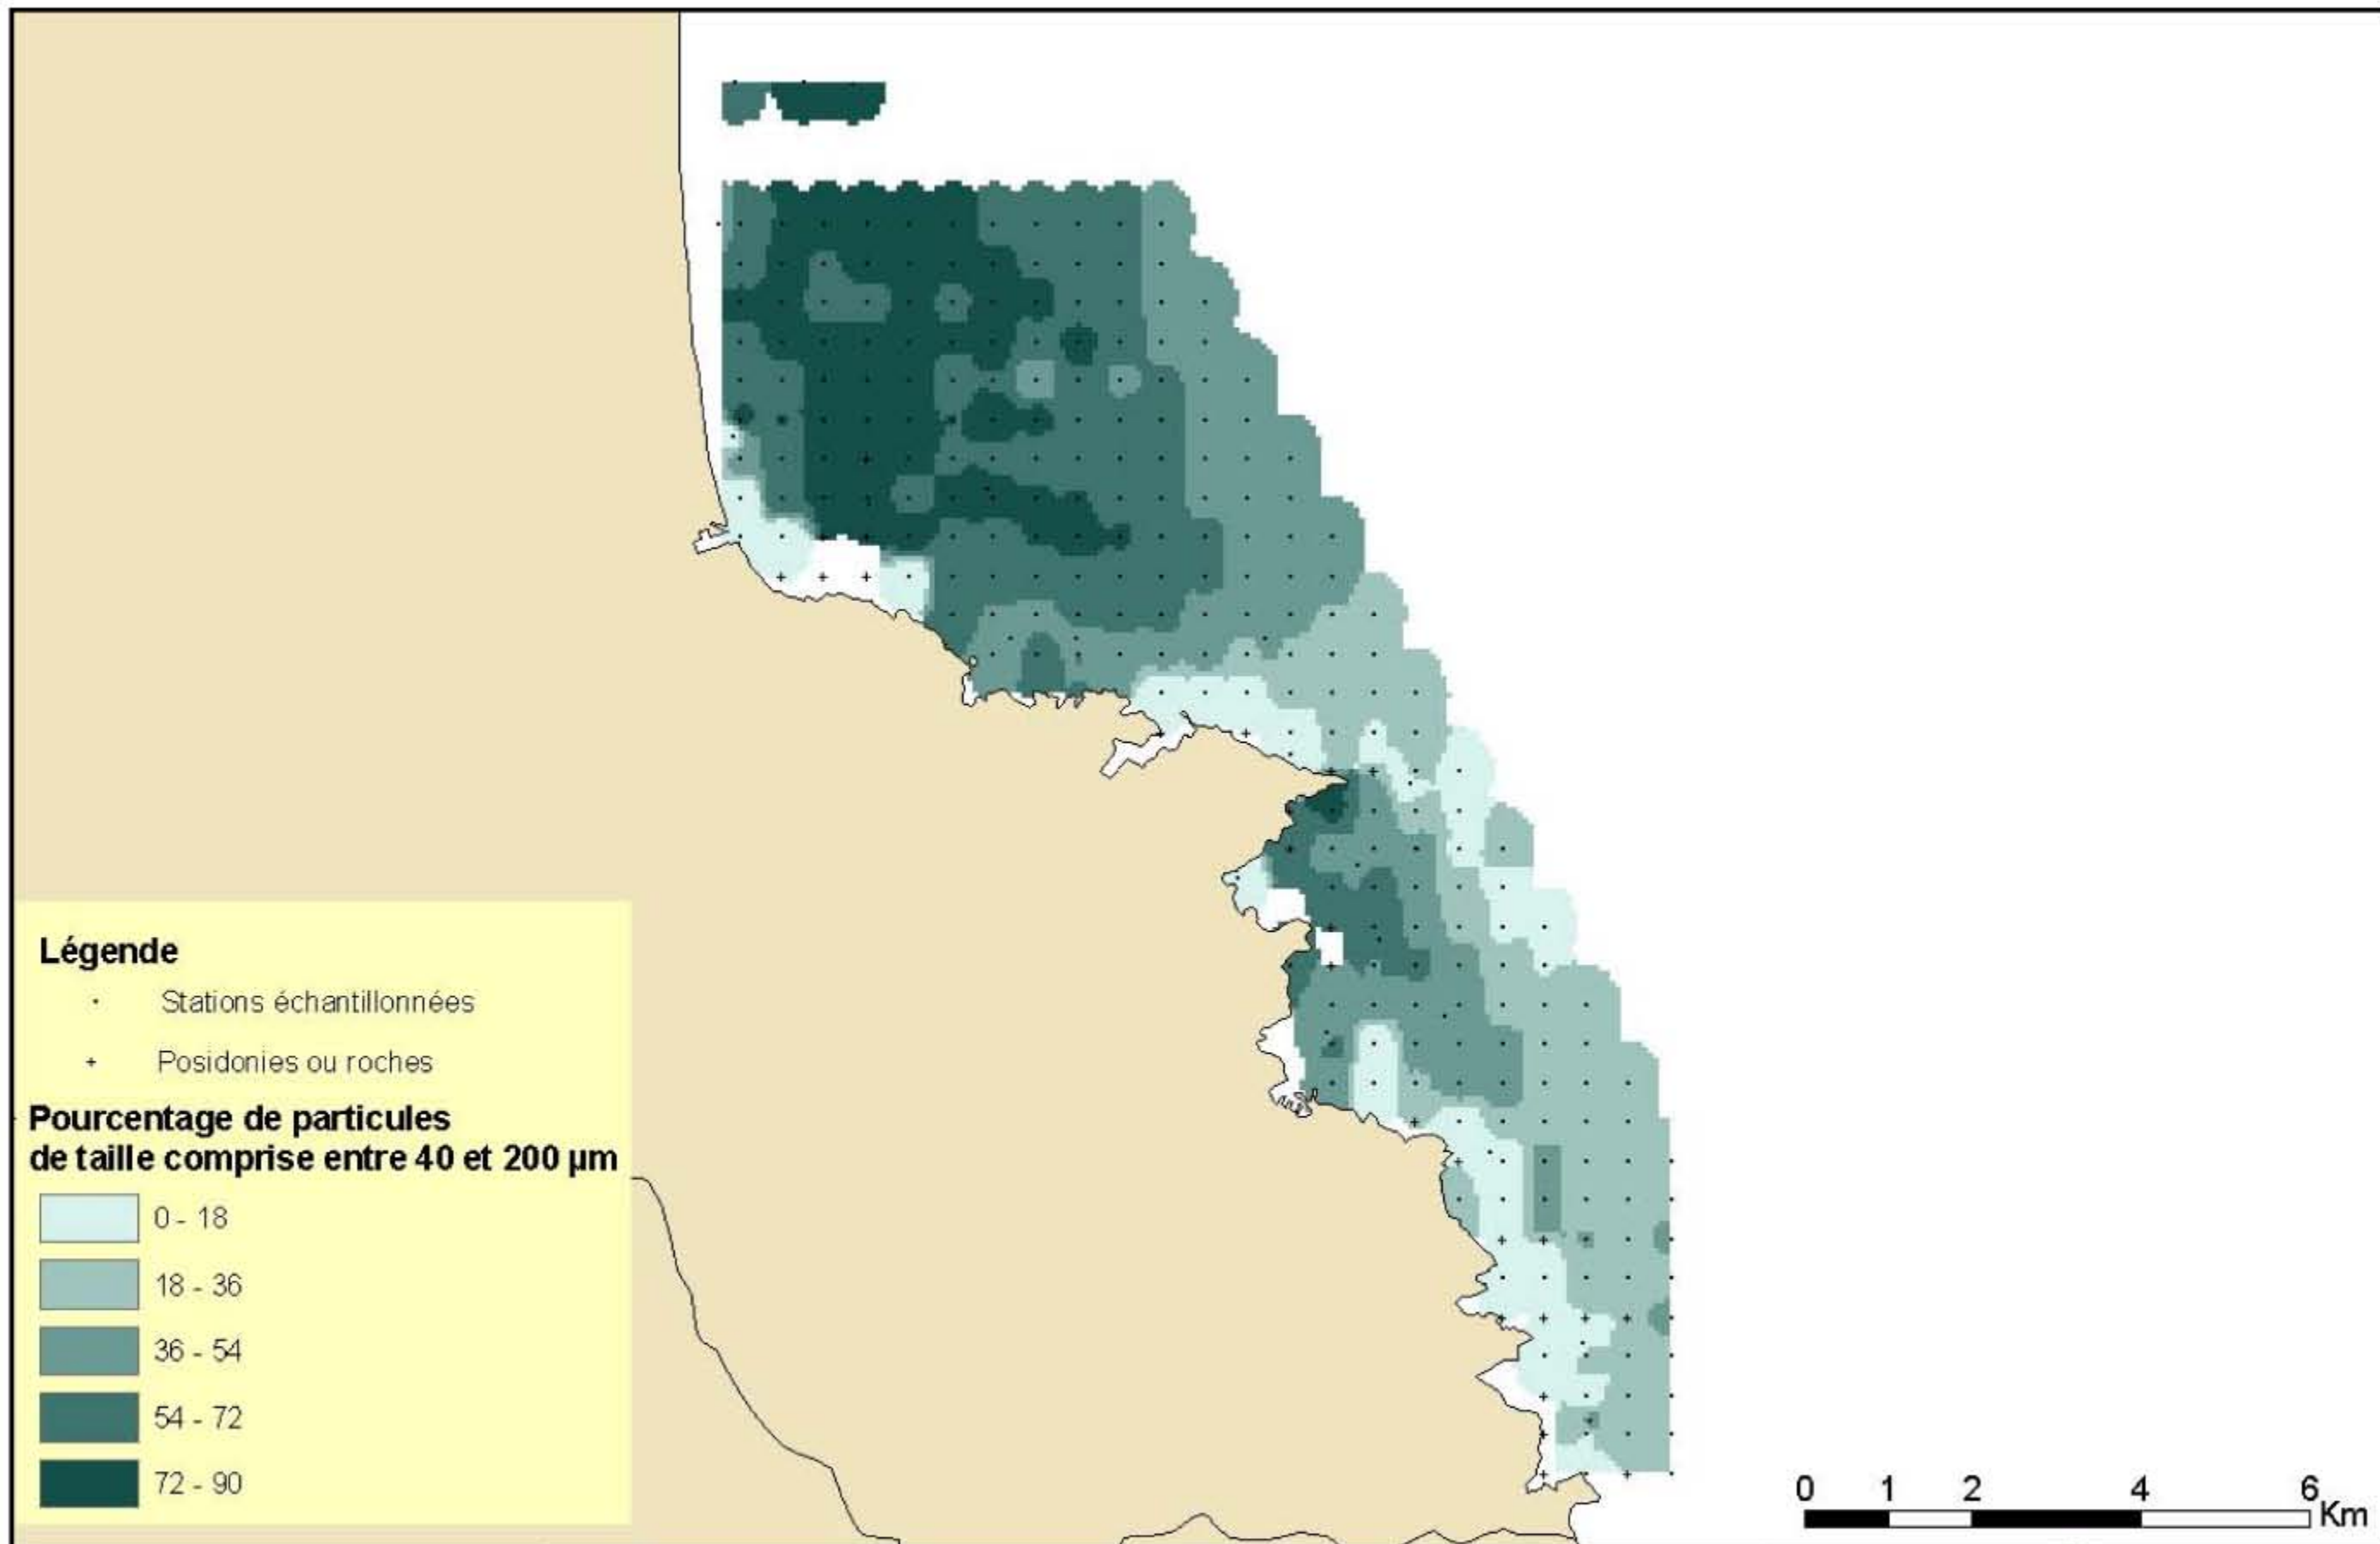 Légende
Stations échantillonnées
Posidonies ou roches
Pourcentage de particules
de taille comprise entre 40 et 200 µm
0 - 18
18 - 36
36 - 54
54 - 72
72 - 90
0 1 2 4 6 Km